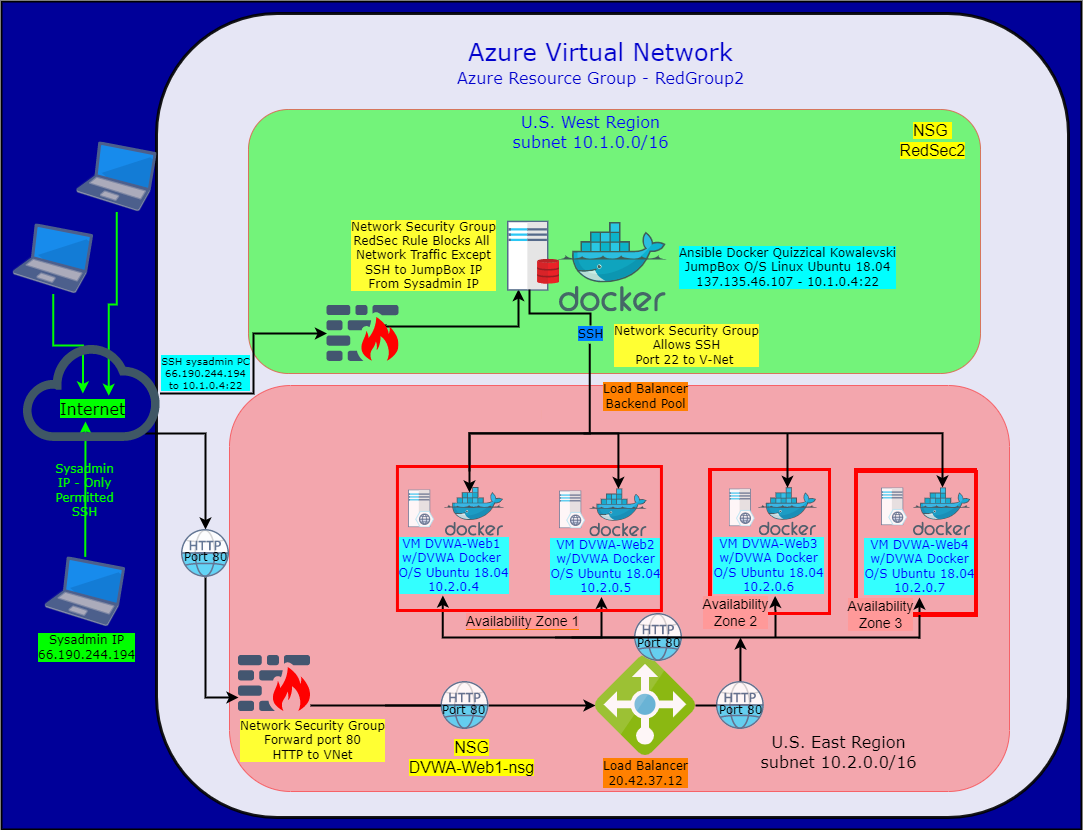 Azure Virtual Network
Azure Resource Group - RedGroup2
U.S. West Region
subnet 10.1.0.0/16
NSG
RedSec2
Network Security Group
RedSec Rule Blocks All
Network Traffic Except
SSH to JumpBox IP
From Sysadmin IP
docker
Ansible Docker Quizzical Kowalevski
JumpBox O/S Linux Ubuntu 18.04
137.135.46.107 - 10.1.0.4:22
SSH
Network Security Group
Allows SSH
Port 22 to V-Net
SSH sysadmin PC
66.190.244.194
to 10.1.0.4:22
Internet
Sysadmin
IP - Only
Permitted
SSH
Sysadmin IP
66.190.244.194
HTTP
Port 80
Load Balancer
Backend Pool
docker
VM DVWA-Web1
w/DVWA Docker
O/S Ubuntu 18.04
10.2.0.4
docker
VM DVWA-Web2
w/DVWA Docker
O/S Ubuntu 18.04
10.2.0.5
Availability Zone 1
docker
VM DVWA-Web3
w/DVWA Docker
O/S Ubuntu 18.04
10.2.0.6
Availability
Zone 2
docker
VM DVWA-Web4
w/DVWA Docker
O/S Ubuntu 18.04
10.2.0.7
Availability
Zone 3
HTTP
Port 80
Network Security Group
Forward port 80
HTTP to VNet
HTTP
Port 80
NSG
DVWA-Web1-nsg
Load Balancer
20.42.37.12
HTTP
Port 80
U.S. East Region
subnet 10.2.0.0/16